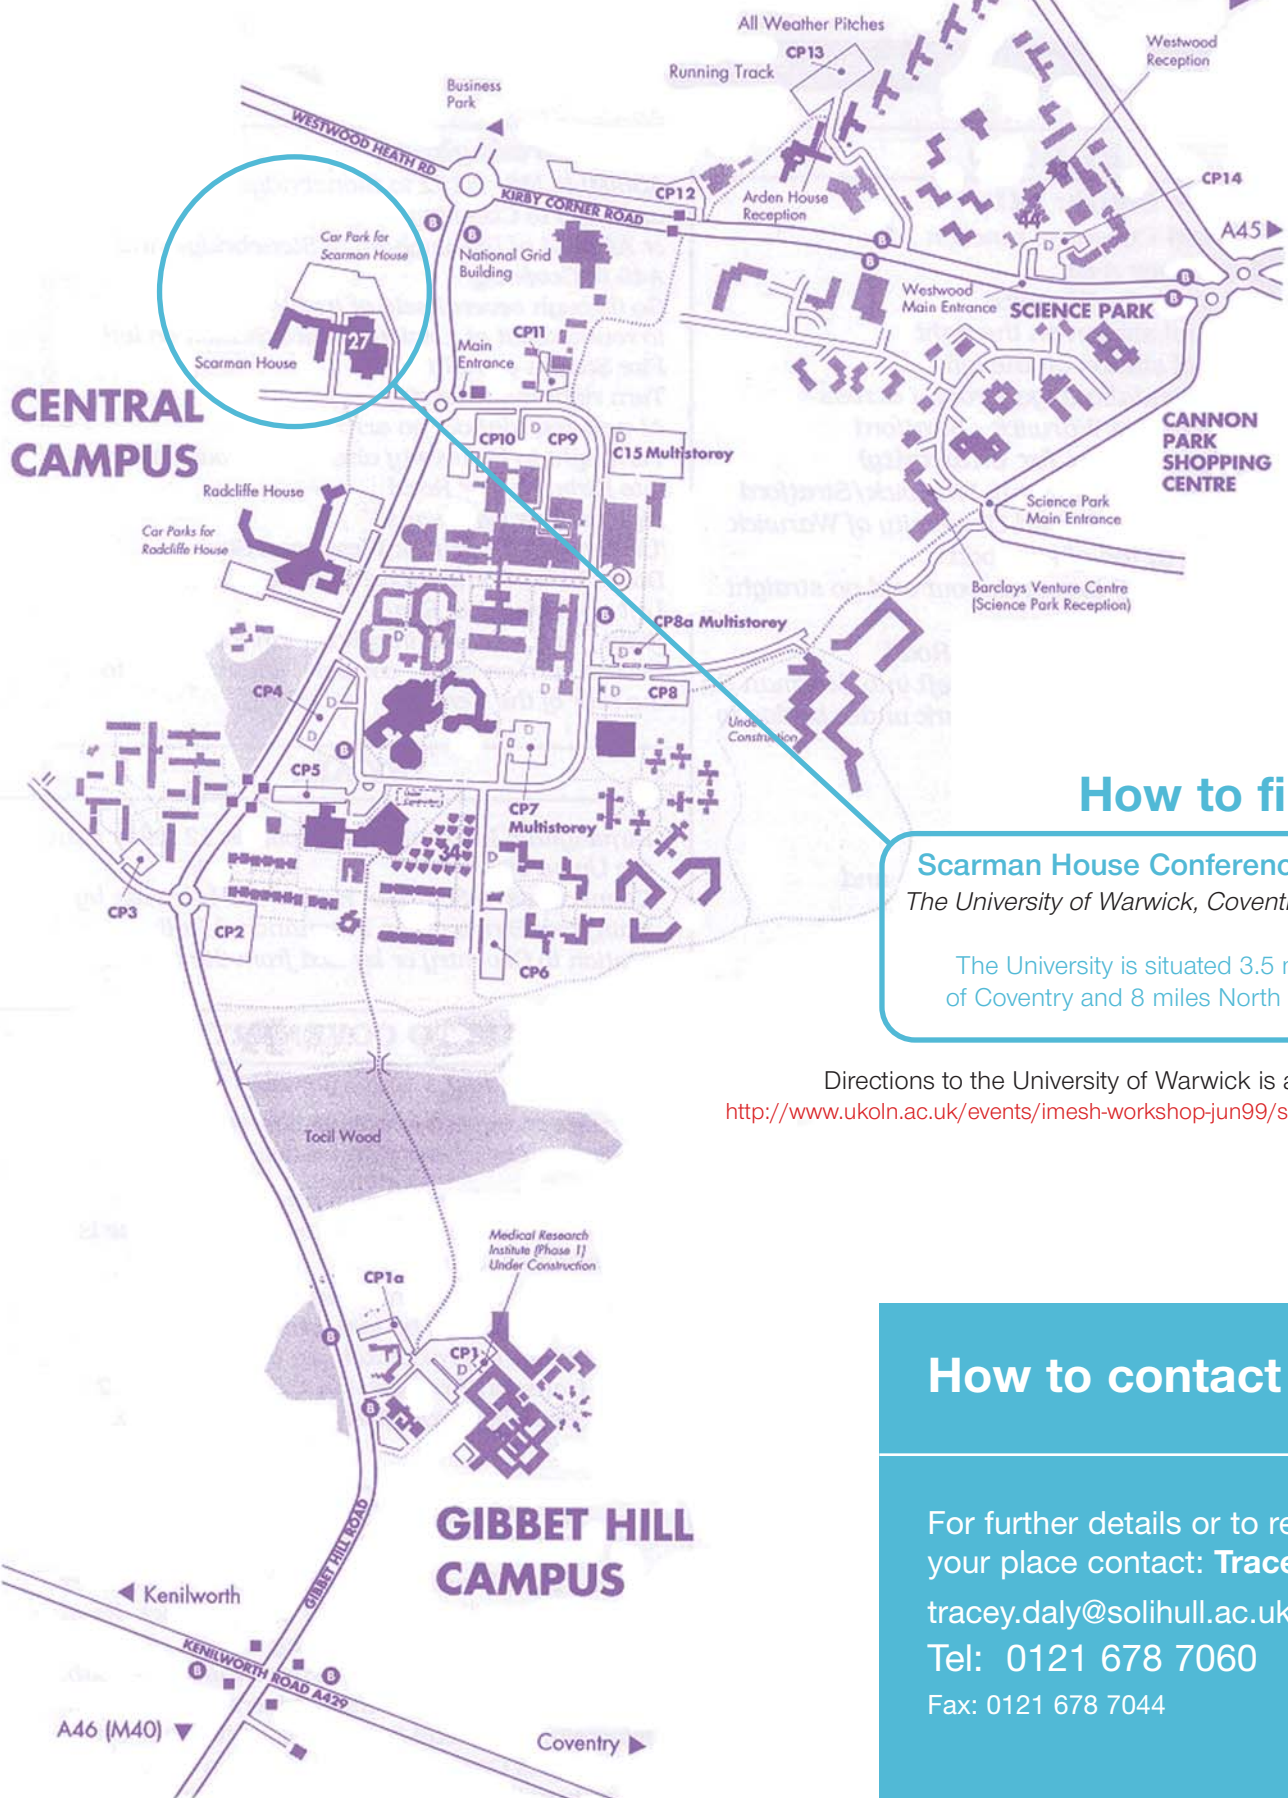 All Weather Pitches
CP13
Running Track
Westwood
Reception
Business
Park
WESTWOOD HEATH RD
KIRBY CORNER ROAD
CP12
Arden House
Reception
CP14
44
D
A45
B
B
B
B
B
B
National Grid
Building
Car Park for
Scarman House
Westwood
Main Entrance
SCIENCE PARK
CP11
Main
Entrance
27
Scarman House
CENTRAL
CAMPUS
CANNON
PARK
SHOPPING
CENTRE
CP10
D
CP9
D
C15 Multistorey
Radcliffe House
Car Parks for
Radcliffe House
Science Park
Main Entrance
Barclays Venture Centre
(Science Park Reception)
D
B
CP8a Multistorey
D
D
CP8
D
D
CP4
D
D
B
Under
Construction
D
CP5
CP7
Multistorey
34
D
CP3
CP2
CP6
How to fi
Scarman House Conferenc
The University of Warwick, Coventr
The University is situated 3.5 m
of Coventry and 8 miles North
Directions to the University of Warwick is a
http://www.ukoln.ac.uk/events/imesh-workshop-jun99/s
Tocil Wood
Medical Research
Institute (Phase 1)
Under Construction
CP1a
B
CP1
D
B
GIBBET HILL
CAMPUS
GIBBET HILL ROAD
Kenilworth
KENILWORTH ROAD A429
B
B
A46 (M40)
Coventry
How to contact
For further details or to re
your place contact: Trace
tracey.daly@solihull.ac.uk
Tel: 0121 678 7060
Fax: 0121 678 7044